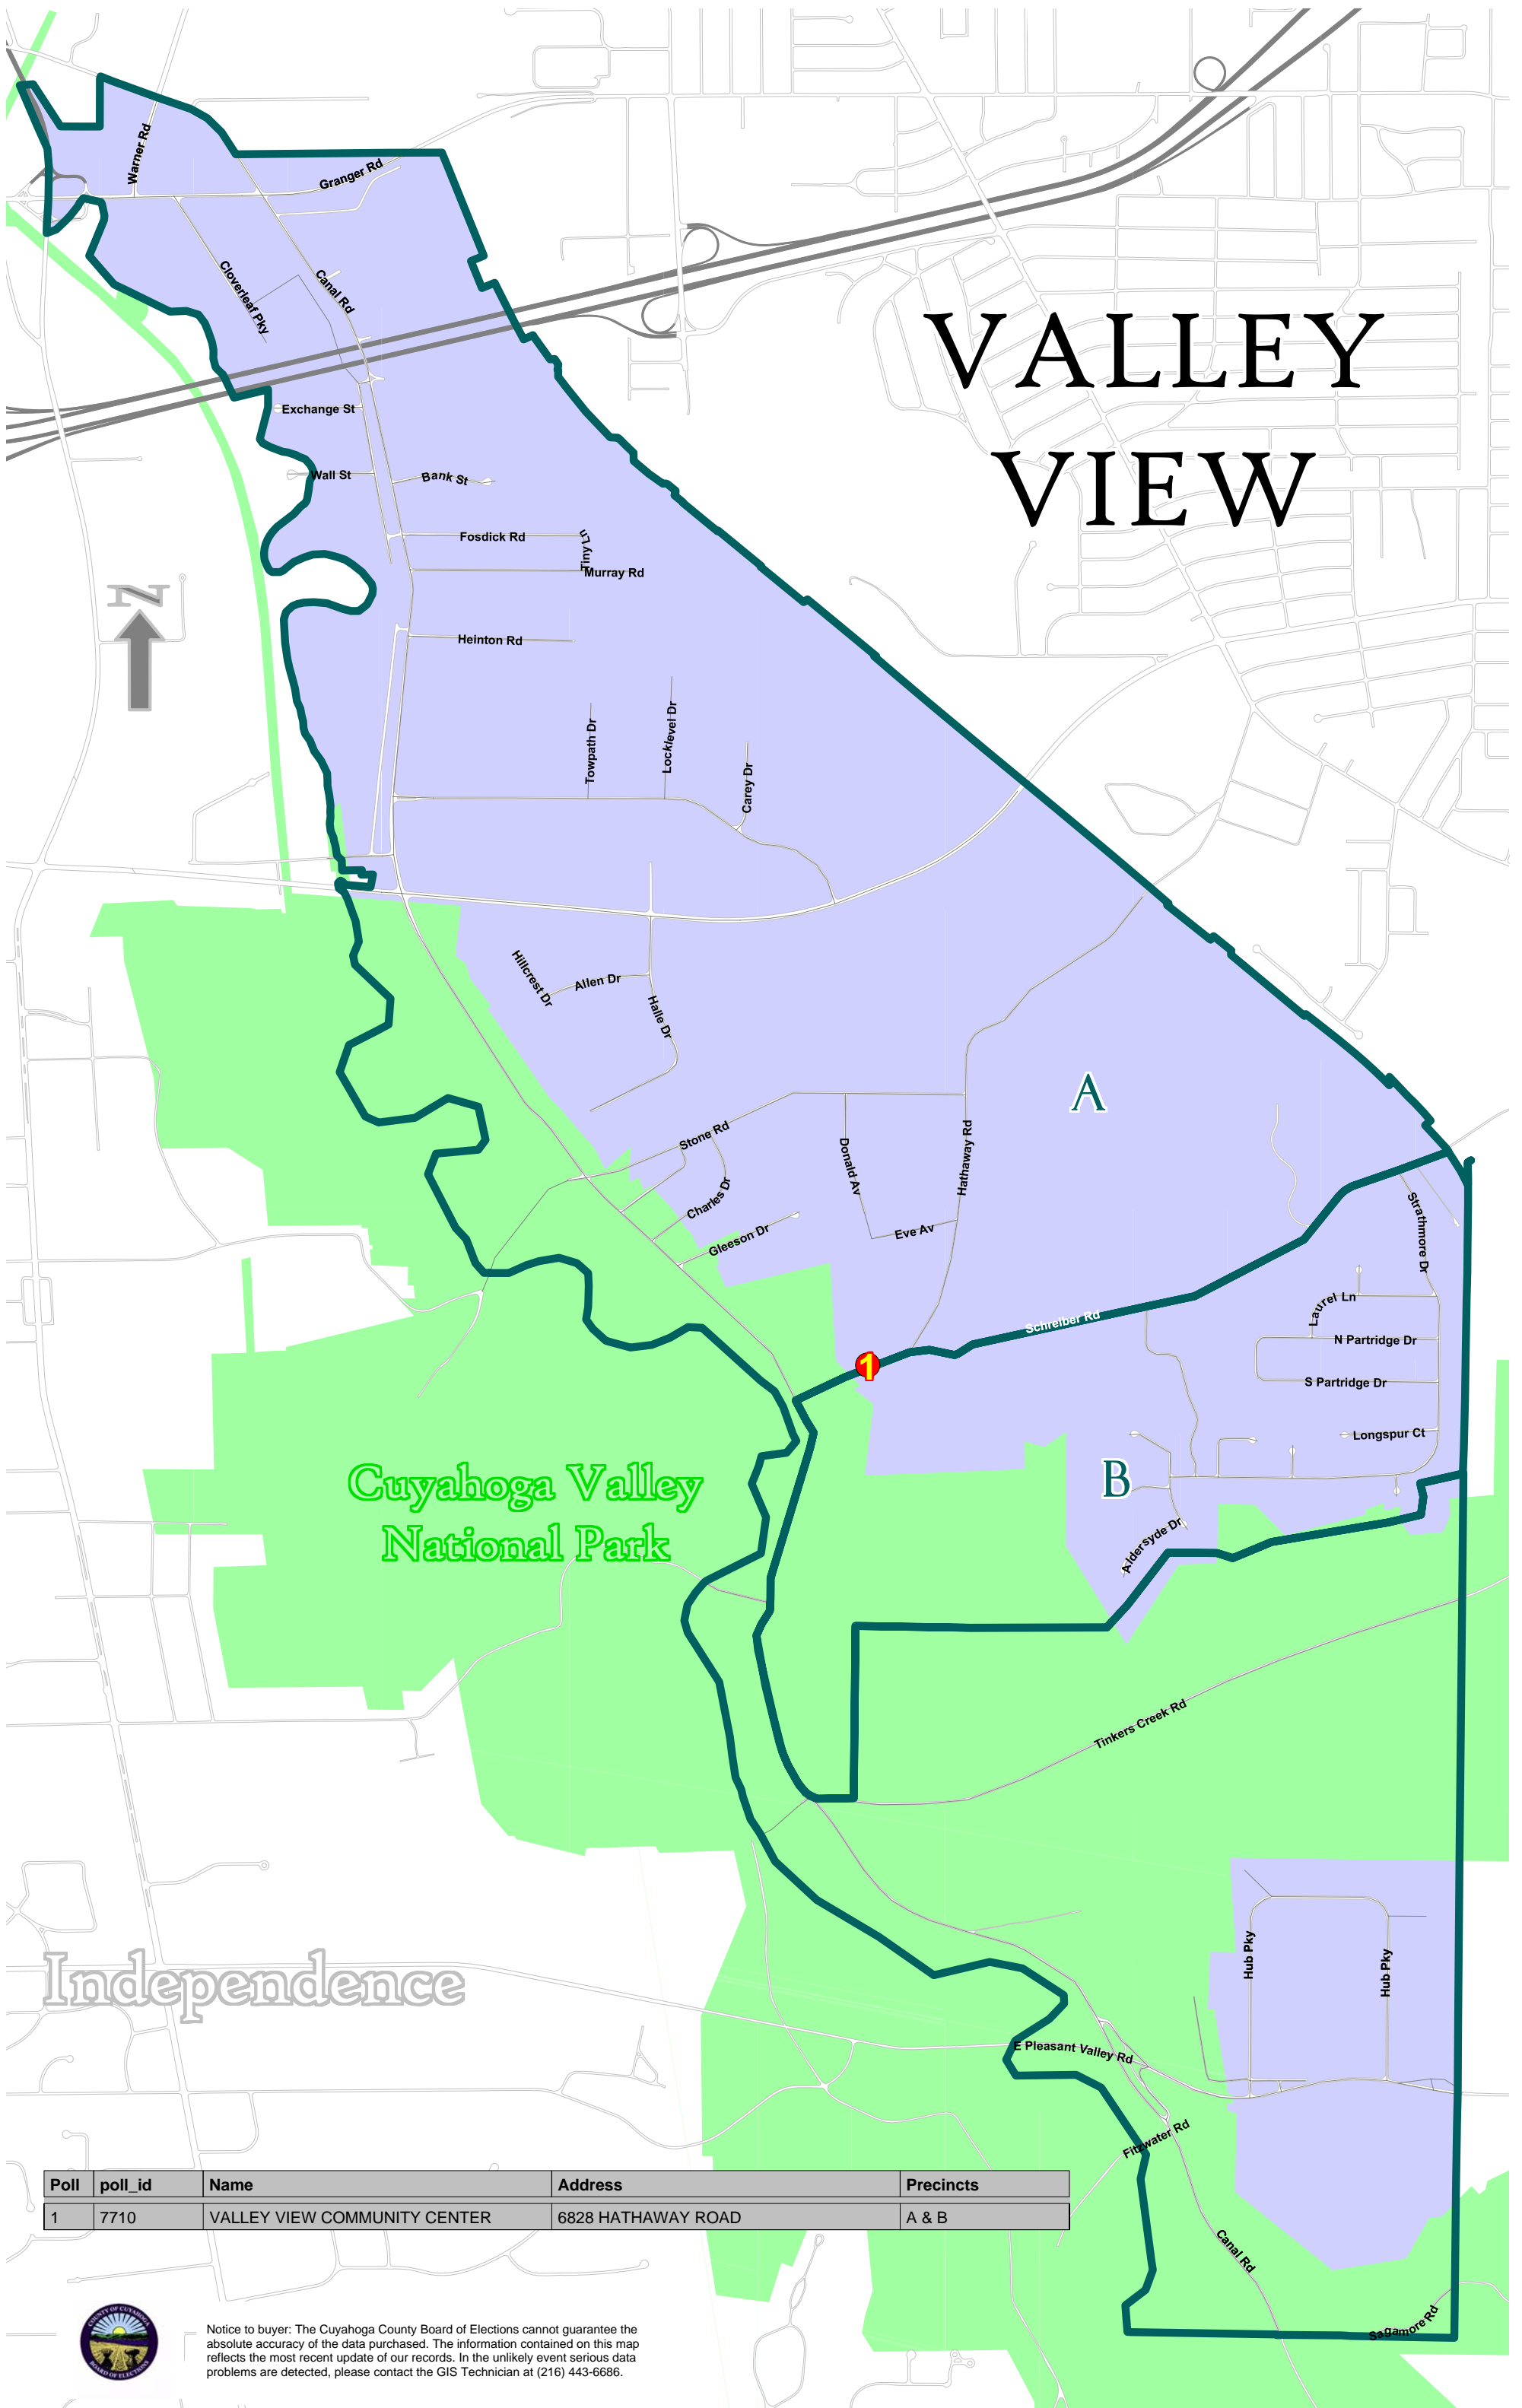 VALLEY
VIEW
Warner Rd
Granger Rd
Cloverleaf Pky
Canal Rd
Exchange St
Wall St
Bank St
Fosdick Rd
Tiny Ln
Murray Rd
N
Heinton Rd
Towpath Dr
Locklevel Dr
Carey Dr
Hillcrest Dr
Allen Dr
Halle Dr
A
Stone Rd
Donald Av
Hathaway Rd
Charles Dr
Gleeson Dr
Eve Av
Strathmore Dr
Schreiber Rd
Laurel Ln
N Partridge Dr
1
S Partridge Dr
Longspur Ct
B
Cuyahoga Valley
National Park
Aldersyde Dr
Tinkers Creek Rd
Independence
Hub Pky
Hub Pky
E Pleasant Valley Rd
Fitzwater Rd
Poll poll_id Name Address Precincts
1 7710 VALLEY VIEW COMMUNITY CENTER 6828 HATHAWAY ROAD A & B
Canal Rd
Sagamore Rd
COUNTY OF CUYAHOGA
BOARD OF ELECTIONS
Notice to buyer: The Cuyahoga County Board of Elections cannot guarantee the
absolute accuracy of the data purchased. The information contained on this map
reflects the most recent update of our records. In the unlikely event serious data
problems are detected, please contact the GIS Technician at (216) 443-6686.